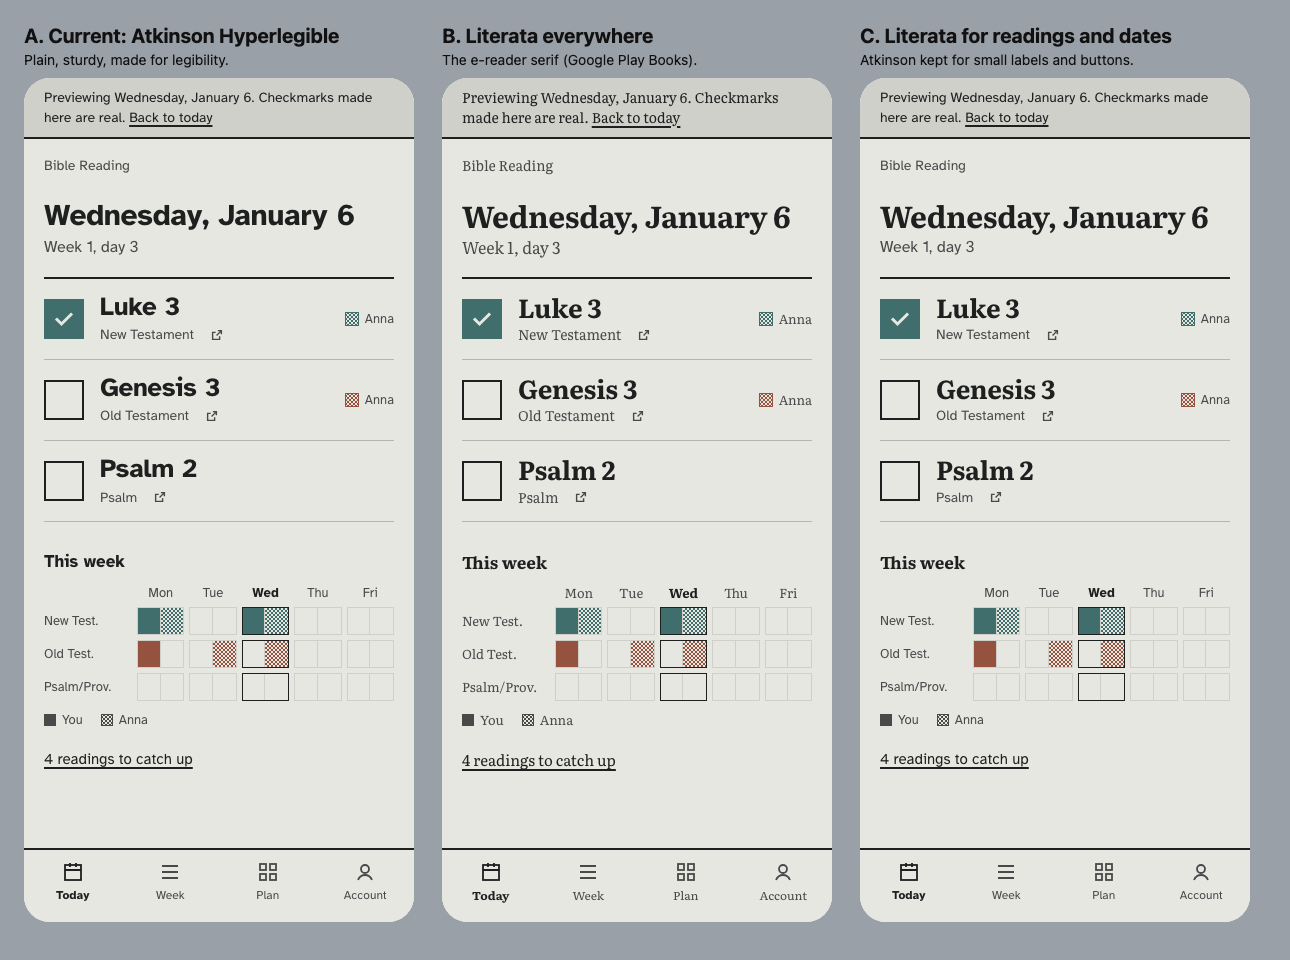 A. Current: Atkinson Hyperlegible
Plain, sturdy, made for legibility.
Previewing Wednesday, January 6. Checkmarks made
here are real. Back to today
Bible Reading
Wednesday, January 6
Week 1, day 3
Luke 3
New Testament
Anna
Genesis 3
Old Testament
Anna
Psalm 2
Psalm
This week
Mon Tue Wed Thu Fri
New Test.
Old Test.
Psalm/Prov.
You Anna
4 readings to catch up
Today Week Plan Account
B. Literata everywhere
The e-reader serif (Google Play Books).
Previewing Wednesday, January 6. Checkmarks
made here are real. Back to today
Bible Reading
Wednesday, January 6
Week 1, day 3
Luke 3
New Testament
Anna
Genesis 3
Old Testament
Anna
Psalm 2
Psalm
This week
Mon Tue Wed Thu Fri
New Test.
Old Test.
Psalm/Prov.
You Anna
4 readings to catch up
Today Week Plan Account
C. Literata for readings and dates
Atkinson kept for small labels and buttons.
Previewing Wednesday, January 6. Checkmarks made
here are real. Back to today
Bible Reading
Wednesday, January 6
Week 1, day 3
Luke 3
New Testament
Anna
Genesis 3
Old Testament
Anna
Psalm 2
Psalm
This week
Mon Tue Wed Thu Fri
New Test.
Old Test.
Psalm/Prov.
You Anna
4 readings to catch up
Today Week Plan Account